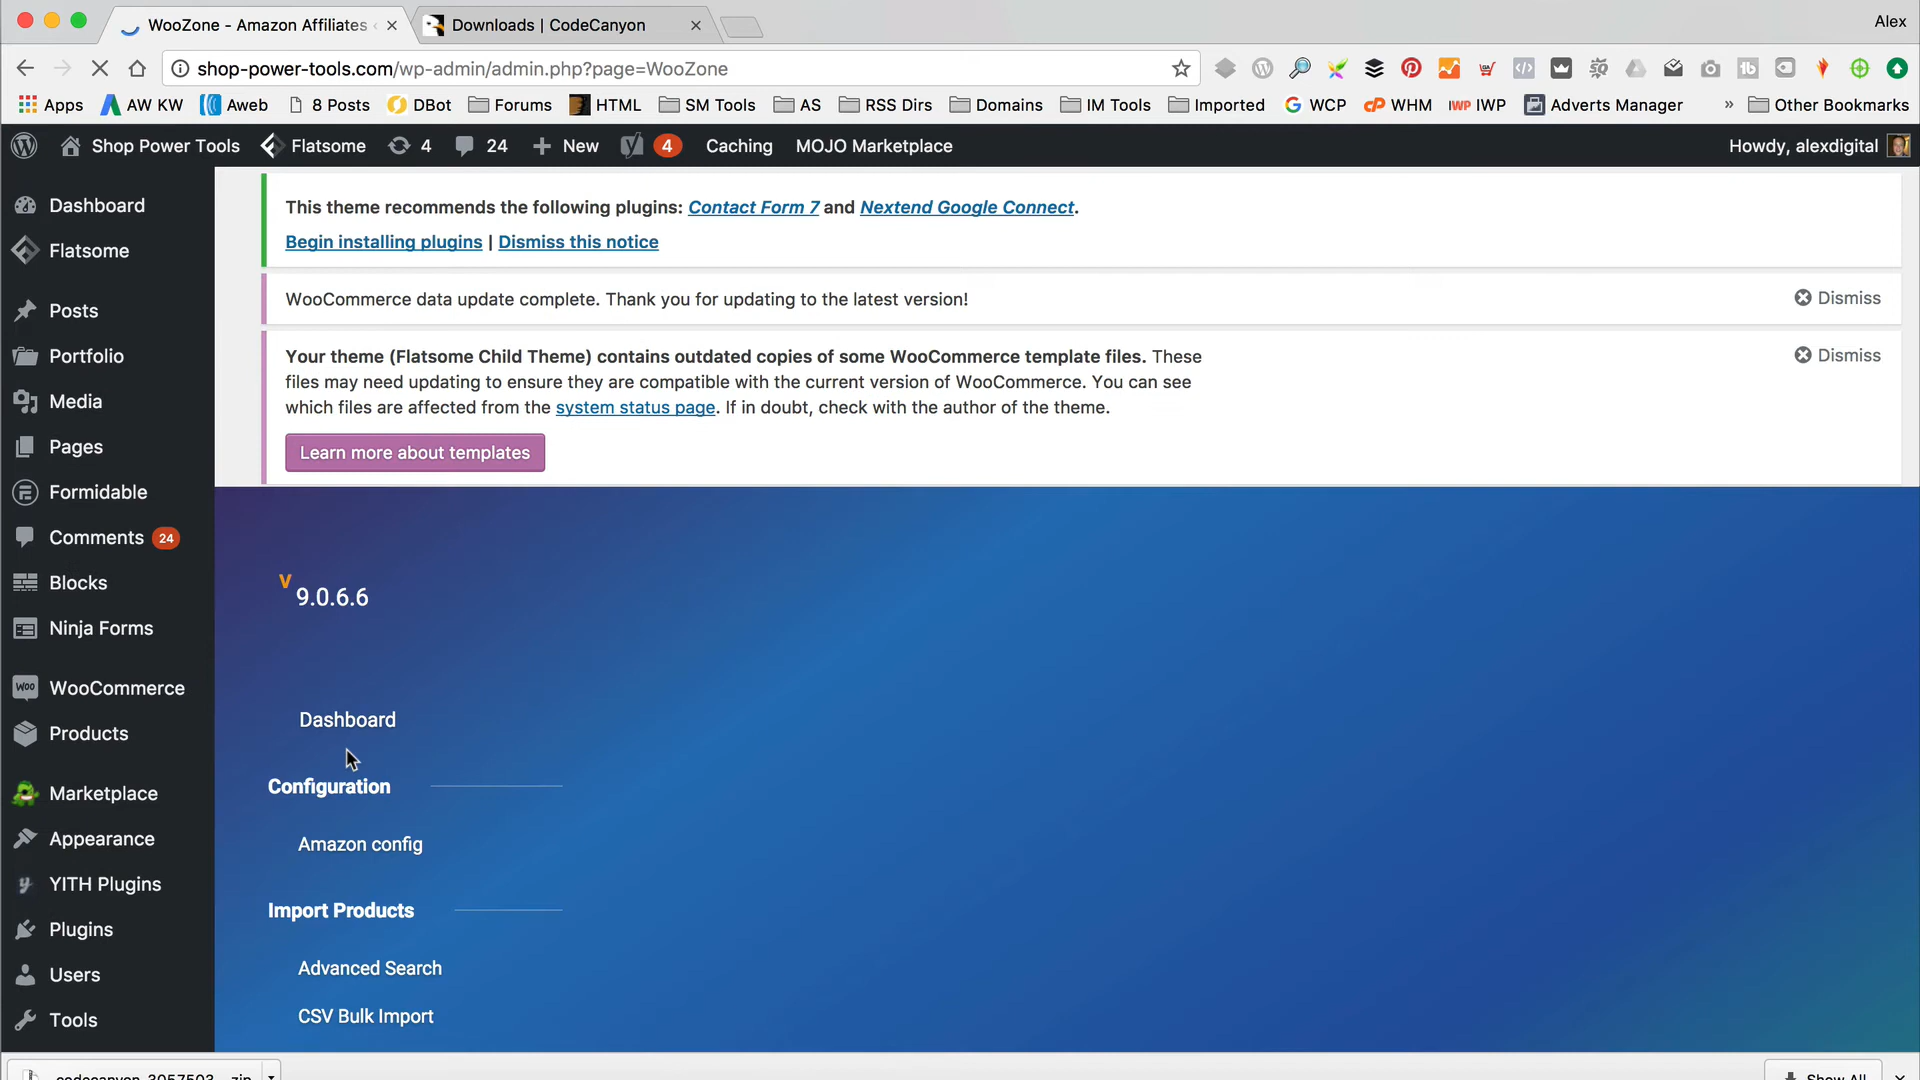 WooZone - Amazon Affiliates
Downloads | CodeCanyon
Alex
shop-power-tools.com/wp-admin/admin.php?page=WooZone
Apps
AW KW
Aweb
8 Posts
DBot
Forums
HTML
SM Tools
AS
RSS Dirs
Domains
IM Tools
Imported
WCP
WHM
IWP
Adverts Manager
»
Other Bookmarks
Shop Power Tools
Flatsome
4
24
New
4
Caching
MOJO Marketplace
Howdy, alexdigital
Dashboard
Flatsome
Posts
Portfolio
Media
Pages
Formidable
Comments 24
Blocks
Ninja Forms
WooCommerce
Products
Marketplace
Appearance
YITH Plugins
Plugins
Users
Tools
This theme recommends the following plugins: Contact Form 7 and Nextend Google Connect.
Begin installing plugins | Dismiss this notice
WooCommerce data update complete. Thank you for updating to the latest version!
Dismiss
Your theme (Flatsome Child Theme) contains outdated copies of some WooCommerce template files. These
files may need updating to ensure they are compatible with the current version of WooCommerce. You can see
which files are affected from the system status page. If in doubt, check with the author of the theme.
Dismiss
Learn more about templates
V 9.0.6.6
Dashboard
Configuration
Amazon config
Import Products
Advanced Search
CSV Bulk Import
codecanyon-3057503....zip
Show All